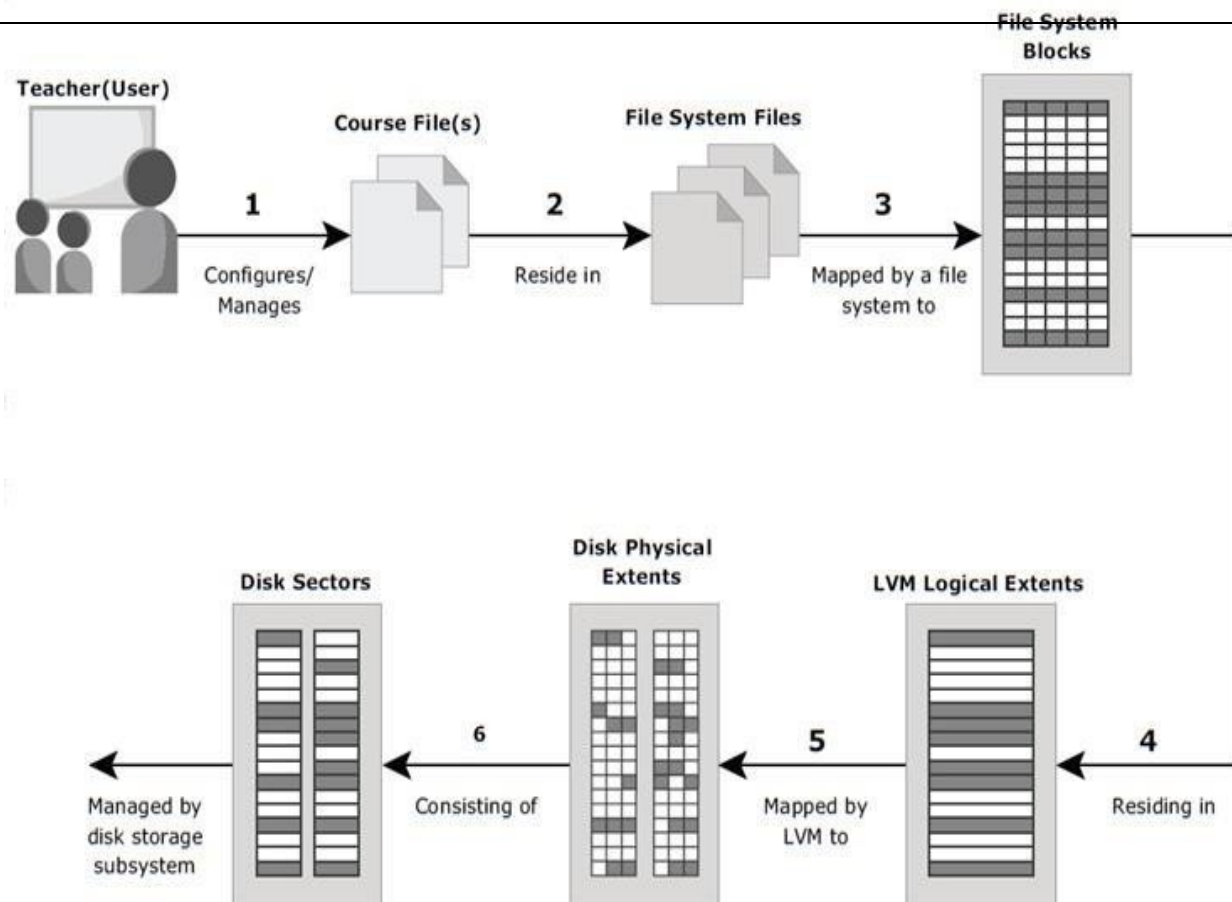 File System
Blocks
Teacher(User)
Course File(s)
File System Files
1
2
3
Configures/
Manages
Reside in
Mapped by a file
system to
Disk Sectors
Disk Physical
Extents
LVM Logical Extents
6
5
4
Managed by
disk storage
subsystem
Consisting of
Mapped by
LVM to
Residing in